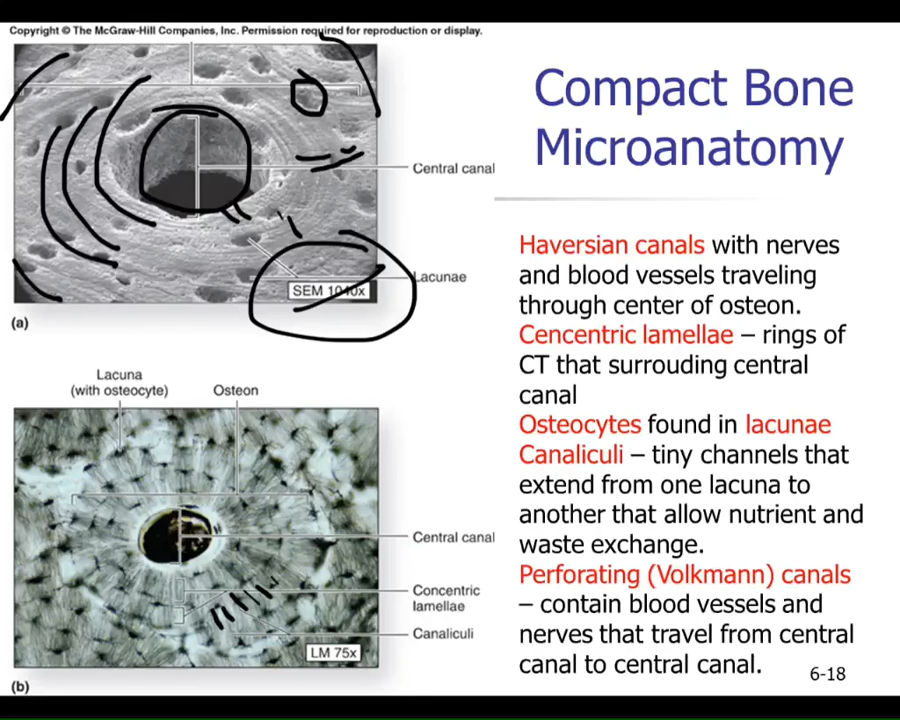 Copyright © The McGraw-Hill Companies, Inc. Permission required for reproduction or display.
Central canal
Lacunae
SEM 1040x
(a)
Lacuna
(with osteocyte)
Osteon
Central canal
Concentric
lamellae
Canaliculi
LM 75x
(b)
Compact Bone
Microanatomy
Haversian canals with nerves
and blood vessels traveling
through center of osteon.
Cencentric lamellae – rings of
CT that surrouding central
canal
Osteocytes found in lacunae
Canaliculi – tiny channels that
extend from one lacuna to
another that allow nutrient and
waste exchange.
Perforating (Volkmann) canals
– contain blood vessels and
nerves that travel from central
canal to central canal.
6-18